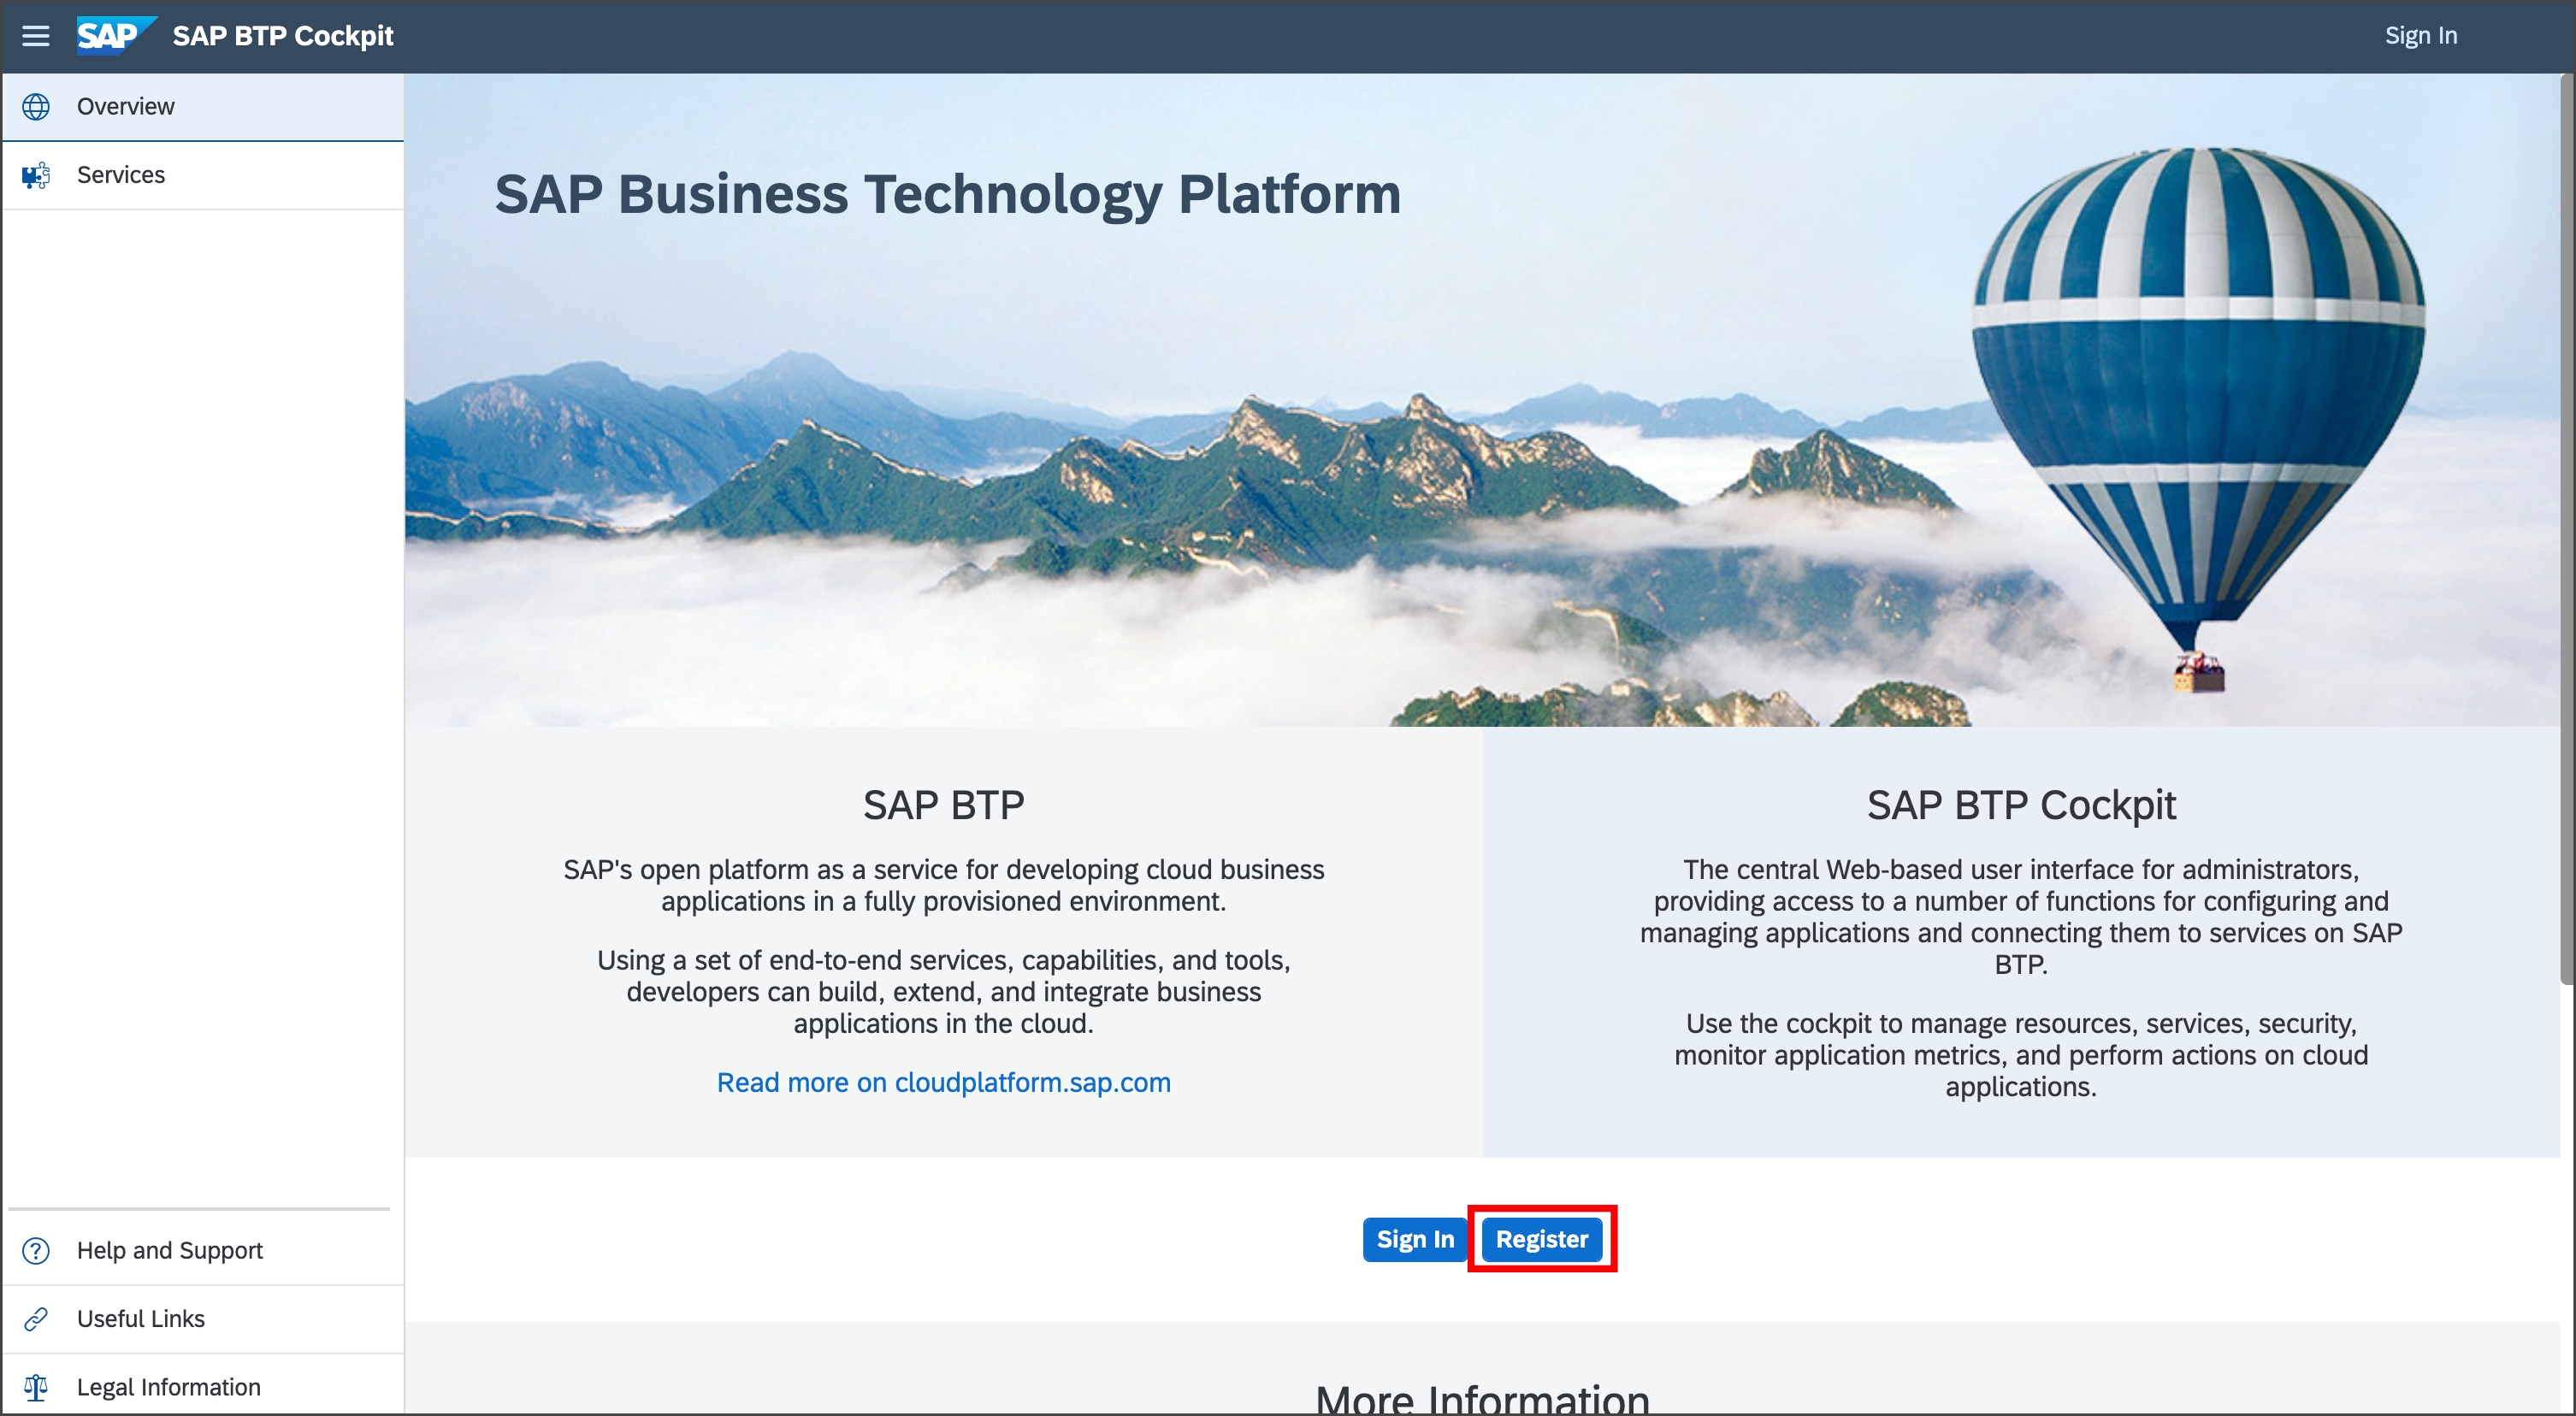 SAP SAP BTP Cockpit
Sign In
Overview
Services
SAP Business Technology Platform
SAP BTP
SAP's open platform as a service for developing cloud business
applications in a fully provisioned environment.
Using a set of end-to-end services, capabilities, and tools,
developers can build, extend, and integrate business
applications in the cloud.
Read more on cloudplatform.sap.com
SAP BTP Cockpit
The central Web-based user interface for administrators,
providing access to a number of functions for configuring and
managing applications and connecting them to services on SAP
BTP.
Use the cockpit to manage resources, services, security,
monitor application metrics, and perform actions on cloud
applications.
Sign In
Register
Help and Support
Useful Links
Legal Information
More Information